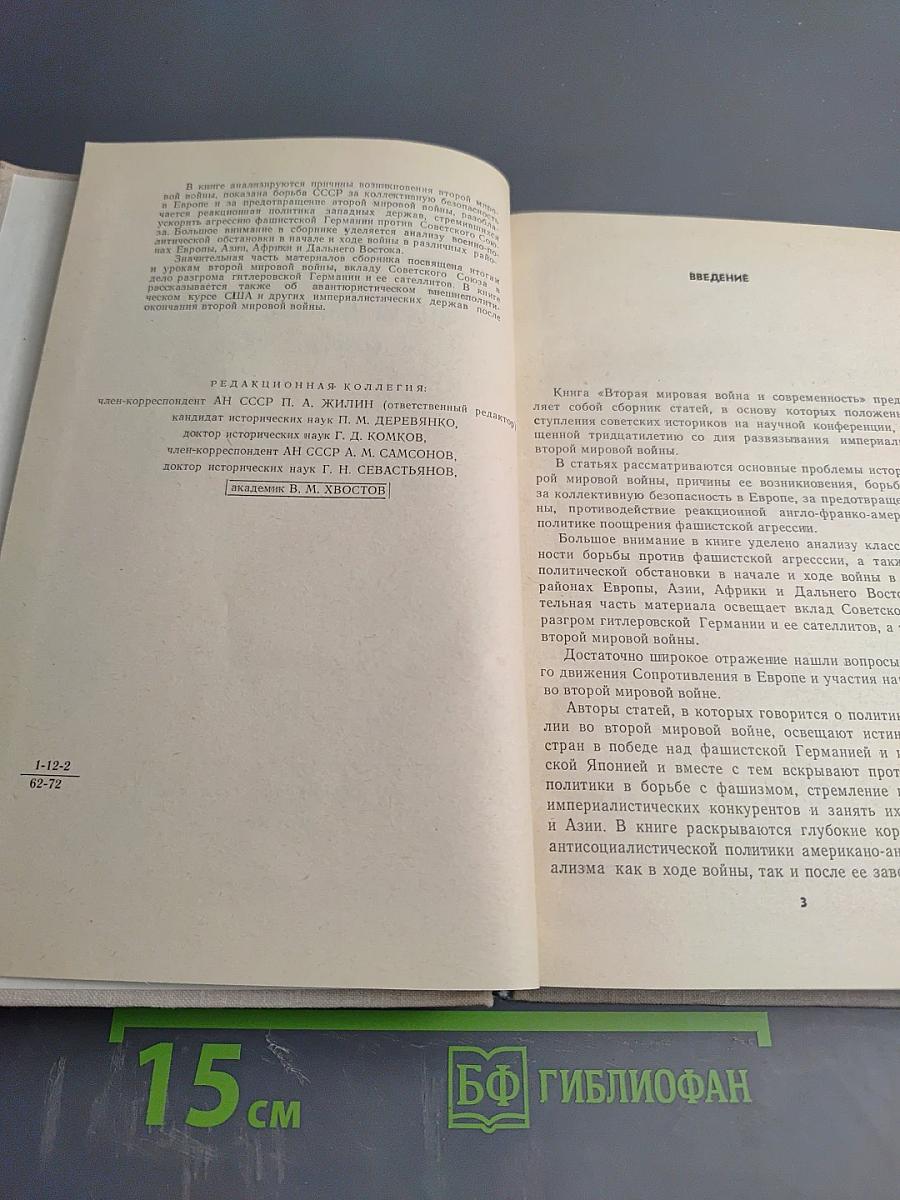 В книге анализируются причины возникновения второй миро-
вой войны, показана борьба СССР за коллективную безопасность
в Европе и за предотвращение второй мировой войны, разобла-
чается реакционная политика западных держав, стремившихся
ускорить агрессию фашистской Германии против Советского Сою-
за. Большое внимание в сборнике уделяется анализу военно-по-
литической обстановки в начале и ходе войны в различных райо-
нах Европы, Азии, Африки и Дальнего Востока.
Значительная часть материалов сборника посвящена итогам
и урокам второй мировой войны, вкладу Советского Союза в
дело разгрома гитлеровской Германии и ее сателлитов. В книге
рассказывается также об авантюристическом внешнеполити-
ческом курсе США и других империалистических держав после
окончания второй мировой войны.
РЕДАКЦИОННАЯ КОЛЛЕГИЯ:
член-корреспондент АН СССР П. А. ЖИЛИН (ответственный редактор)
кандидат исторических наук П. М. ДЕРЕВЯНКО,
доктор исторических наук Г. Д. КОМКОВ,
член-корреспондент АН СССР А. М. САМСОНОВ,
доктор исторических наук Г. Н. СЕВАСТЬЯНОВ,
академик В. М. ХВОСТОВ
1-12-2
62-72
ВВЕДЕНИЕ
Книга «Вторая мировая война и современность» пред
ляет собой сборник статей, в основу которых положен
ступления советских историков на научной конференции,
щенной тридцатилетию со дня развязывания империал
второй мировой войны.
В статьях рассматриваются основные проблемы истор
рой мировой войны, причины ее возникновения, борьб
за коллективную безопасность в Европе, за предотвраще
ны, противодействие реакционной англо-франко-амер
политике поощрения фашистской агрессии.
Большое внимание в книге уделено анализу класс
ности борьбы против фашистской агресссии, а такж
политической обстановки в начале и ходе войны в
районах Европы, Азии, Африки и Дальнего Восто
тельная часть материала освещает вклад Советско
разгром гитлеровской Германии и ее сателлитов, а
второй мировой войны.
Достаточно широкое отражение нашли вопросы
го движения Сопротивления в Европе и участия на
во второй мировой войне.
Авторы статей, в которых говорится о полити
лии во второй мировой войне, освещают истин
стран в победе над фашистской Германией и и
ской Японией и вместе с тем вскрывают прот
политики в борьбе с фашизмом, стремление
империалистических конкурентов и занять их
и Азии. В книге раскрываются глубокие кор
антисоциалистической политики американо-ан
ализма как в ходе войны, так и после ее заве
3
15 см
БФ ГИБЛИОФАН